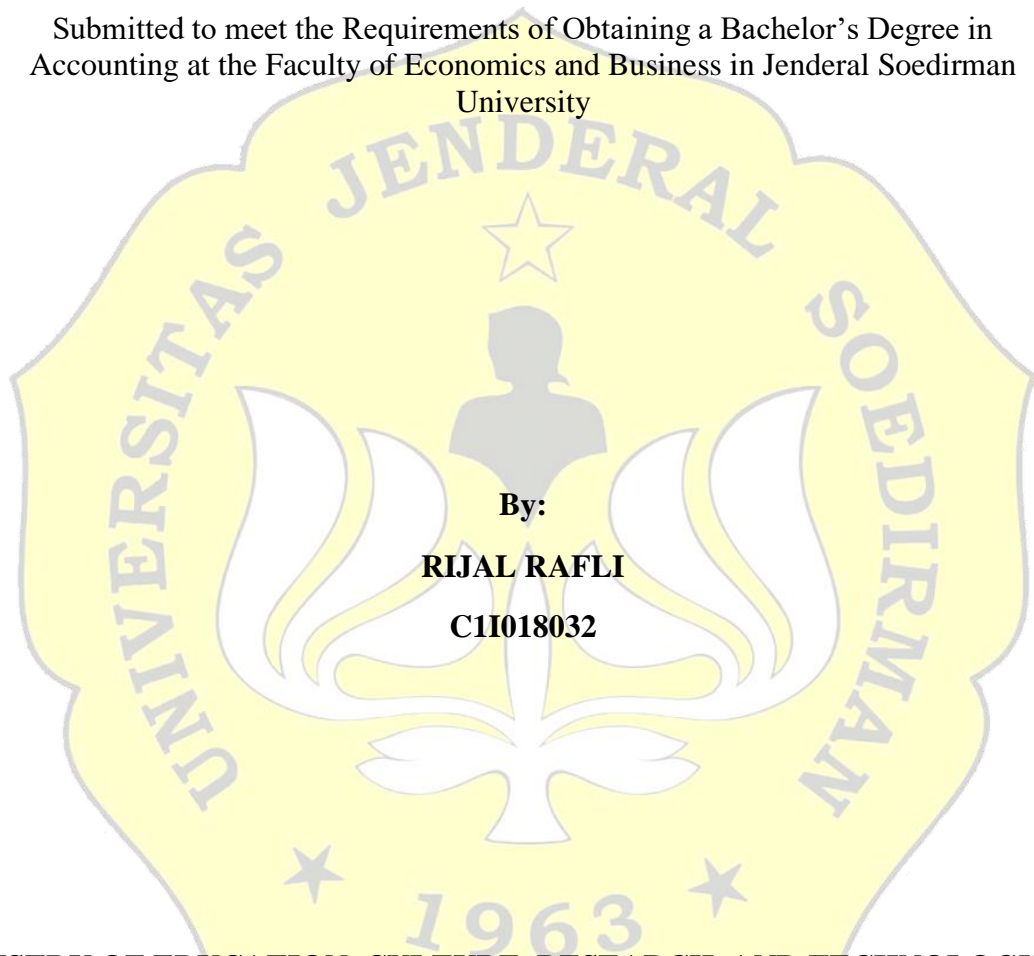 Submitted to meet the Requirements of Obtaining a Bachelor’s Degree in
Accounting at the Faculty of Economics and Business in Jenderal Soedirman
University
UNIVERSITAS JENDERAL SOEDIRMAN
By:
RIJAL RAFLI
C1I018032
1963